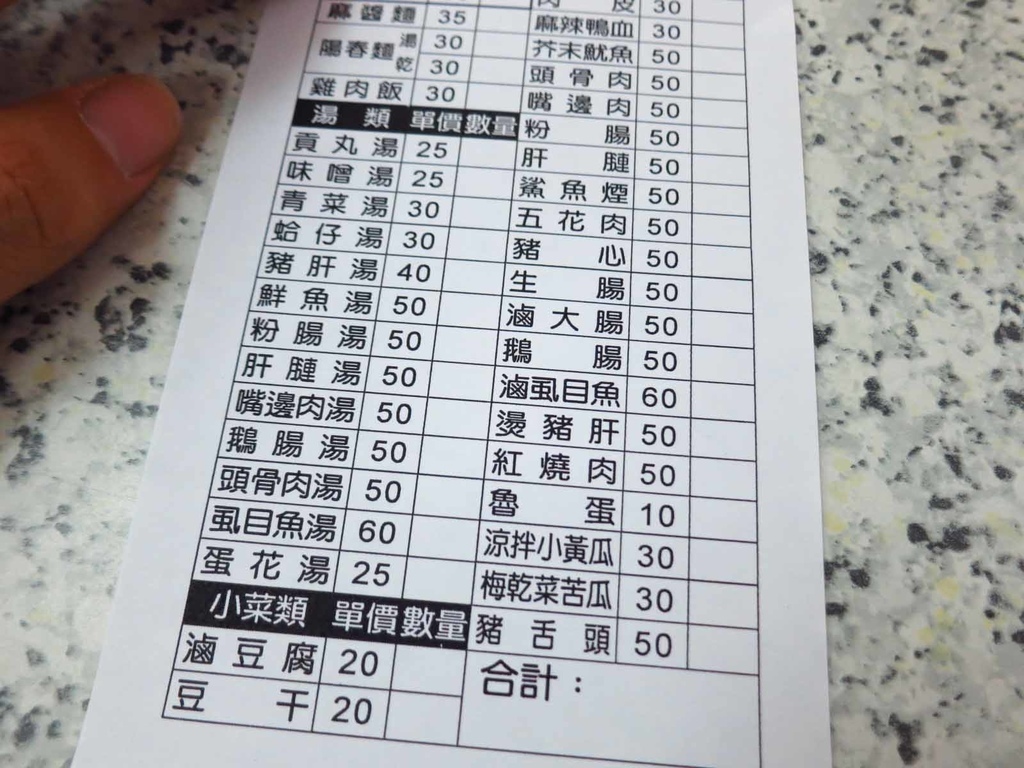 麻醬麵 35
陽春麵 湯 30
乾 30
雞肉飯 30
湯類 單價 數量
貢丸湯 25
味噌湯 25
青菜湯 30
蛤仔湯 30
豬肝湯 40
鮮魚湯 50
粉腸湯 50
肝腱湯 50
嘴邊肉湯 50
鵝腸湯 50
頭骨肉湯 50
虱目魚湯 60
蛋花湯 25
小菜類 單價 數量
滷豆腐 20
豆干 20
肉皮 30
麻辣鴨血 30
芥末魷魚 50
頭骨肉 50
嘴邊肉 50
粉腸 50
肝腱 50
鯊魚煙 50
五花肉 50
豬心 50
生腸 50
滷大腸 50
鵝腸 50
滷虱目魚 60
燙豬肝 50
紅燒肉 50
魯蛋 10
涼拌小黃瓜 30
梅乾菜苦瓜 30
豬舌頭 50
合計：